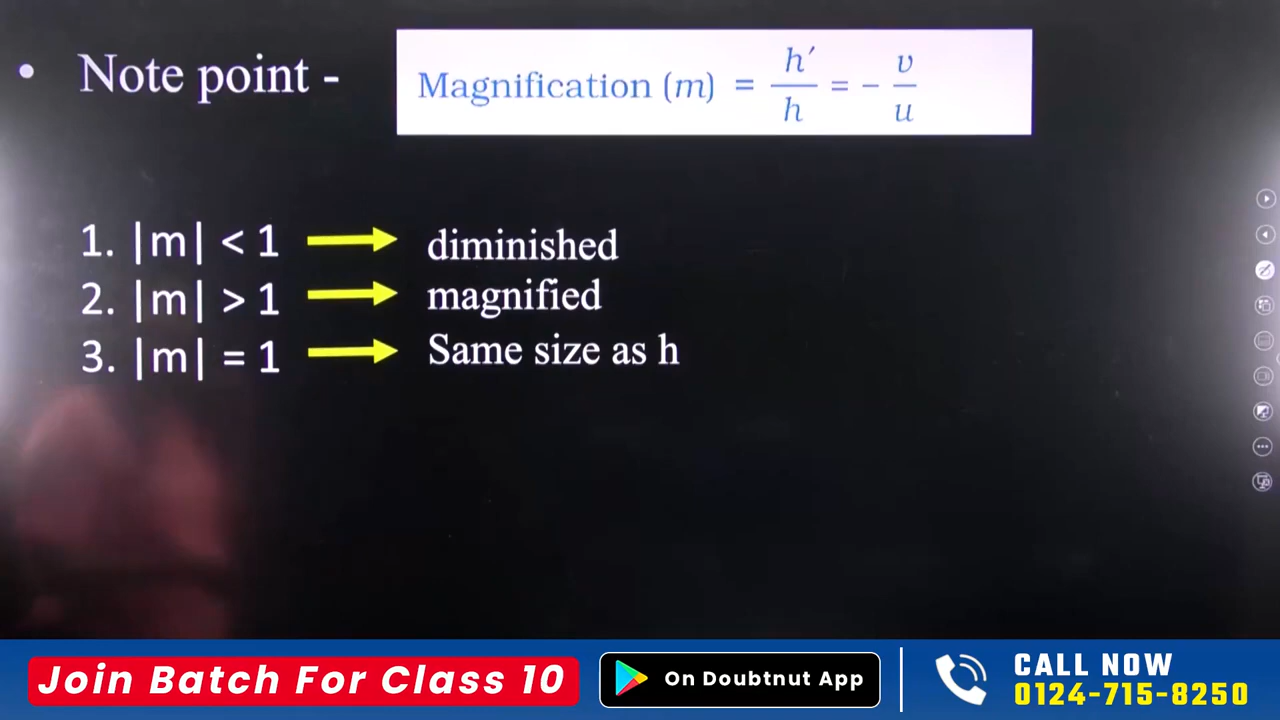 • Note point -
Magnification (m) = h′/h = − v/u
1. |m| < 1 → diminished
2. |m| > 1 → magnified
3. |m| = 1 → Same size as h
Join Batch For Class 10
On Doubtnut App
CALL NOW
0124-715-8250